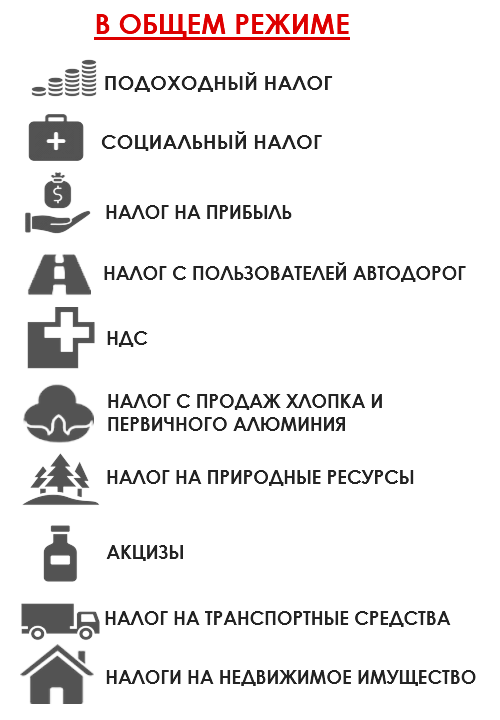 В ОБЩЕМ РЕЖИМЕ
ПОДОХОДНЫЙ НАЛОГ
СОЦИАЛЬНЫЙ НАЛОГ
$
НАЛОГ НА ПРИБЫЛЬ
НАЛОГ С ПОЛЬЗОВАТЕЛЕЙ АВТОДОРОГ
НДС
НАЛОГ С ПРОДАЖ ХЛОПКА И
ПЕРВИЧНОГО АЛЮМИНИЯ
НАЛОГ НА ПРИРОДНЫЕ РЕСУРСЫ
АКЦИЗЫ
НАЛОГ НА ТРАНСПОРТНЫЕ СРЕДСТВА
НАЛОГИ НА НЕДВИЖИМОЕ ИМУЩЕСТВО